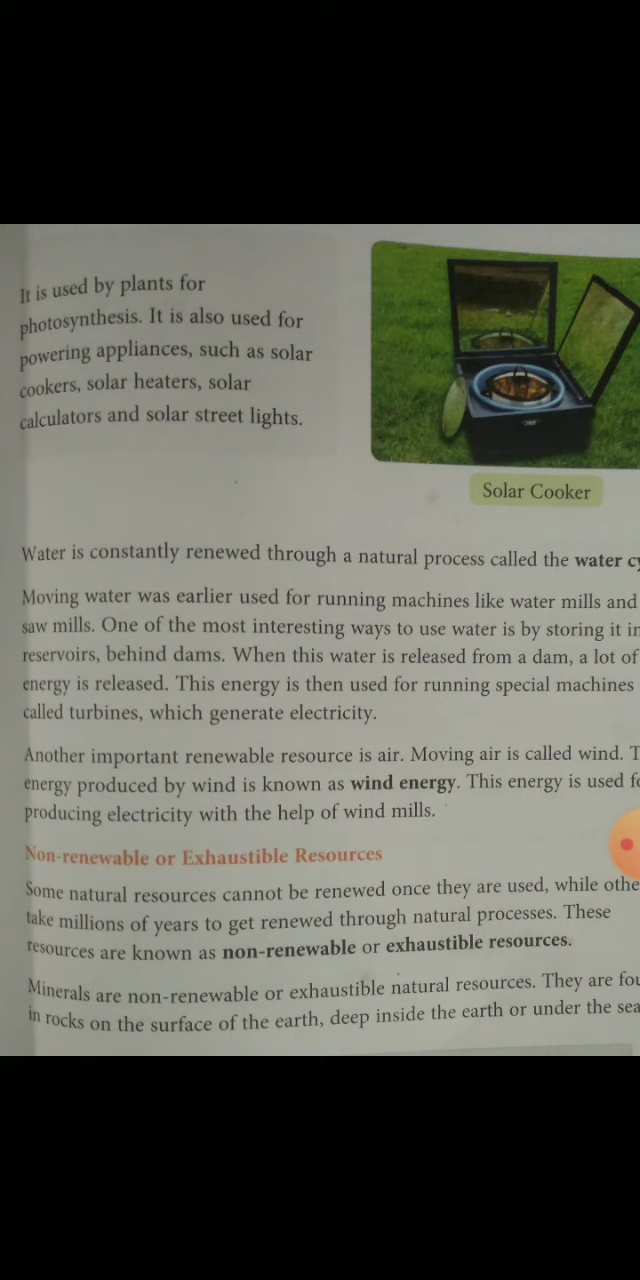 It is used by plants for
photosynthesis. It is also used for
powering appliances, such as solar
cookers, solar heaters, solar
calculators and solar street lights.
Solar Cooker
Water is constantly renewed through a natural process called the water
Moving water was earlier used for running machines like water mills and
saw mills. One of the most interesting ways to use water is by storing it in
reservoirs, behind dams. When this water is released from a dam, a lot of
energy is released. This energy is then used for running special machines
called turbines, which generate electricity.
Another important renewable resource is air. Moving air is called wind.
energy produced by wind is known as wind energy. This energy is used
producing electricity with the help of wind mills.
Non-renewable or Exhaustible Resources
Some natural resources cannot be renewed once they are used, while
take millions of years to get renewed through natural processes. These
resources are known as non-renewable or exhaustible resources.
Minerals are non-renewable or exhaustible natural resources. They are
in rocks on the surface of the earth, deep inside the earth or under the sea